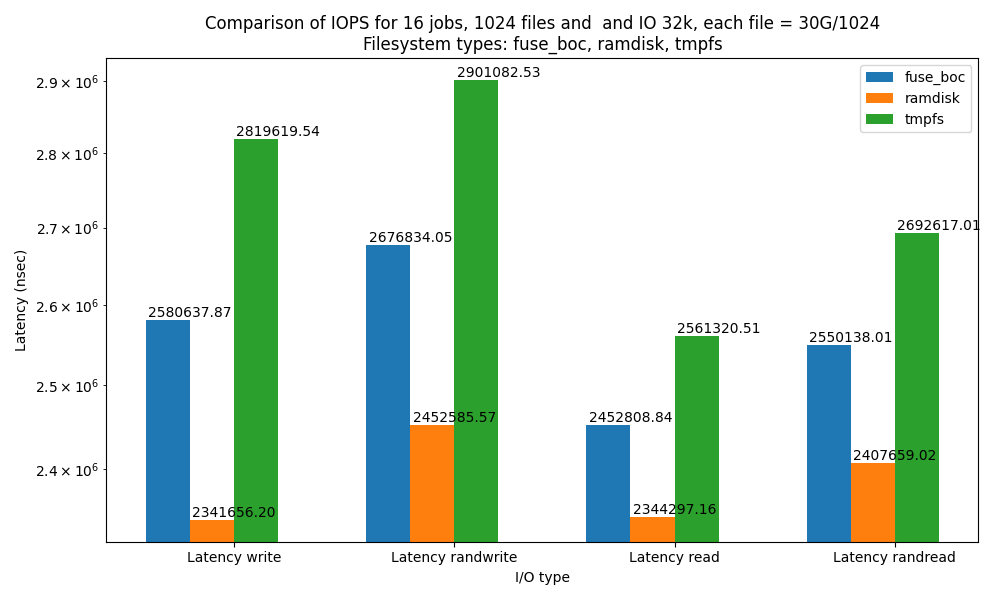 Comparison of IOPS for 16 jobs, 1024 files and  and IO 32k, each file = 30G/1024
Filesystem types: fuse_boc, ramdisk, tmpfs
fuse_boc
ramdisk
tmpfs
Latency (nsec)
2.9 × 10⁶
2.8 × 10⁶
2.7 × 10⁶
2.6 × 10⁶
2.5 × 10⁶
2.4 × 10⁶
2580637.87
2341656.20
2819619.54
2676834.05
2452585.57
2901082.53
2452808.84
2344297.16
2561320.51
2550138.01
2407659.02
2692617.01
Latency write
Latency randwrite
Latency read
Latency randread
I/O type